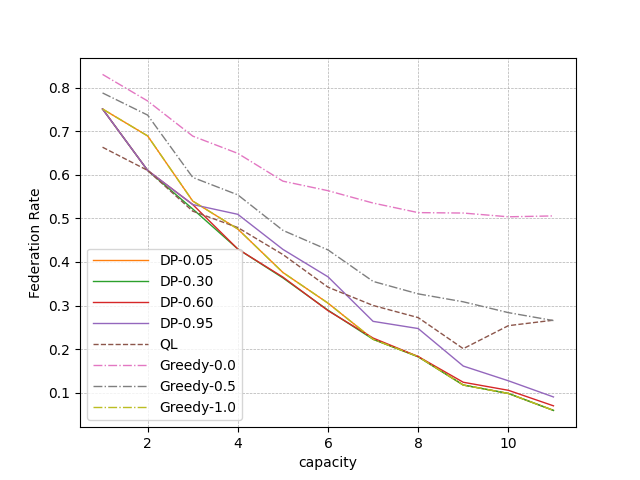 0.8
0.7
0.6
0.5
0.4
0.3
0.2
0.1
Federation Rate
DP-0.05
DP-0.30
DP-0.60
DP-0.95
QL
Greedy-0.0
Greedy-0.5
Greedy-1.0
2 4 6 8 10
capacity